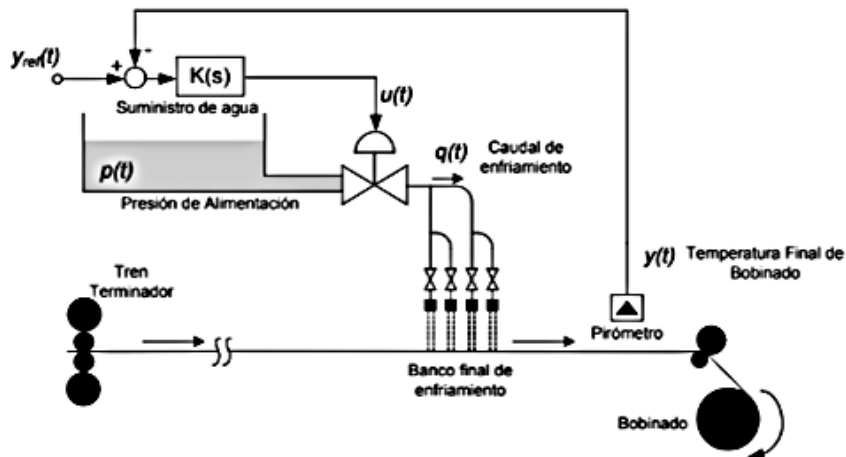 y_ref(t)
+
-
K(s)
Suministro de agua
u(t)
p(t)
q(t)
Caudal de
enfriamiento
Presión de Alimentación
Tren
Terminador
y(t)
Temperatura Final de
Bobinado
Pirómetro
Banco final de
enfriamiento
Bobinado